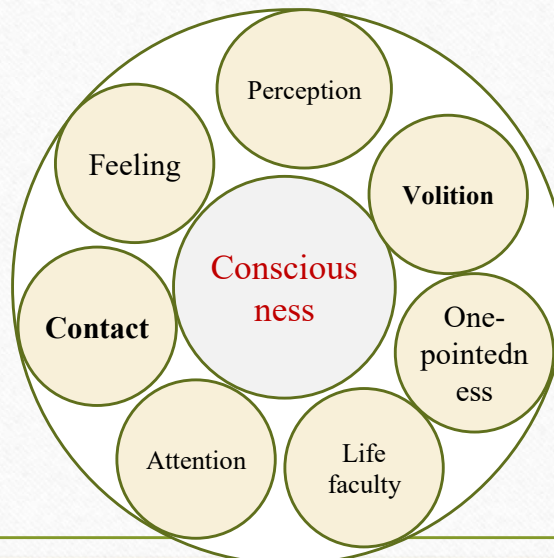 Perception
Feeling
Volition
Conscious
ness
Contact
One-
pointedn
ess
Attention
Life
faculty